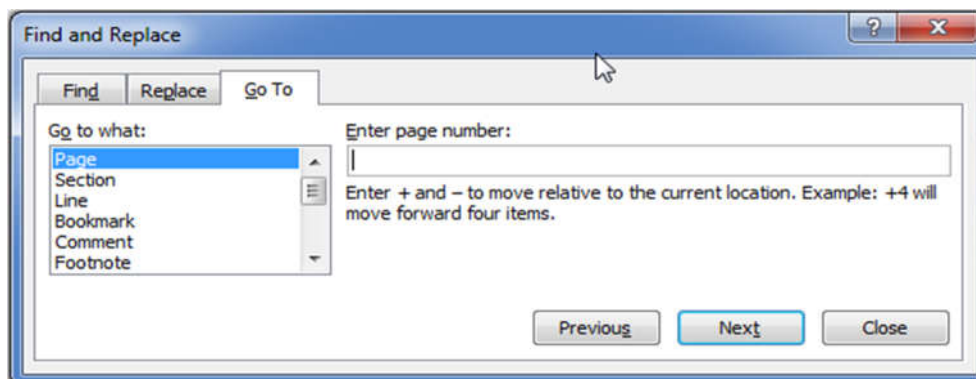 Find and Replace
?
Find
Replace
Go To
Go to what:
Enter page number:
Page
Section
Line
Bookmark
Comment
Footnote
Enter + and – to move relative to the current location. Example: +4 will
move forward four items.
Previous
Next
Close